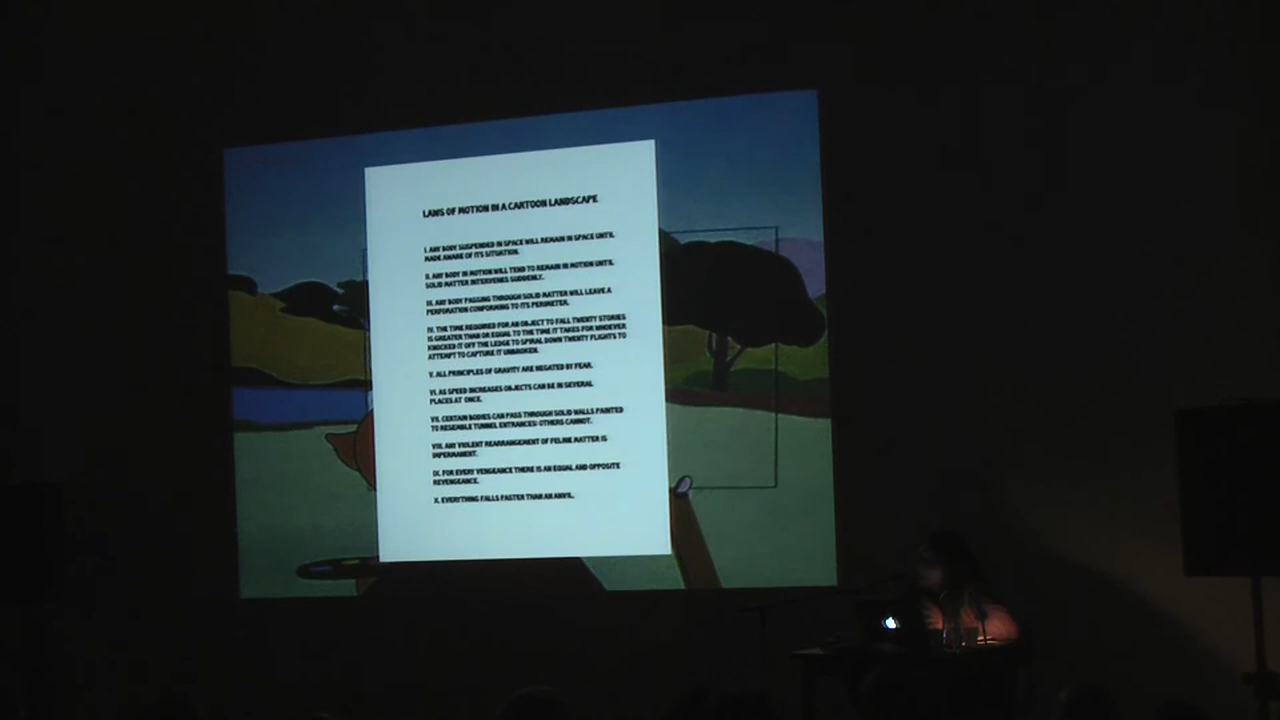 LAWS OF MOTION IN A CARTOON LANDSCAPE
I. ANY BODY SUSPENDED IN SPACE WILL REMAIN IN SPACE UNTIL
MADE AWARE OF ITS SITUATION.
II. ANY BODY IN MOTION WILL TEND TO REMAIN IN MOTION UNTIL
SOLID MATTER INTERVENES SUDDENLY.
III. ANY BODY PASSING THROUGH SOLID MATTER WILL LEAVE A
PERFORATION CONFORMING TO ITS PERIMETER.
IV. THE TIME REQUIRED FOR AN OBJECT TO FALL TWENTY STORIES
IS GREATER THAN OR EQUAL TO THE TIME IT TAKES FOR WHOEVER
KNOCKED IT OFF THE LEDGE TO SPIRAL DOWN TWENTY FLIGHTS TO
ATTEMPT TO CAPTURE IT UNBROKEN.
V. ALL PRINCIPLES OF GRAVITY ARE NEGATED BY FEAR.
VI. AS SPEED INCREASES OBJECTS CAN BE IN SEVERAL
PLACES AT ONCE.
VII. CERTAIN BODIES CAN PASS THROUGH SOLID WALLS PAINTED
TO RESEMBLE TUNNEL ENTRANCES; OTHERS CANNOT.
VIII. ANY VIOLENT REARRANGEMENT OF FELINE MATTER IS
IMPERMANENT.
IX. FOR EVERY VENGEANCE THERE IS AN EQUAL AND OPPOSITE
REVENGEANCE.
X. EVERYTHING FALLS FASTER THAN AN ANVIL.